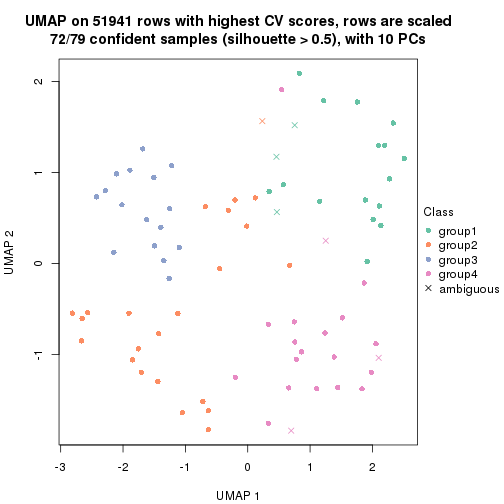 UMAP on 51941 rows with highest CV scores, rows are scaled
72/79 confident samples (silhouette > 0.5), with 10 PCs
2
1
0
-1
UMAP 2
-3
-2
-1
0
1
2
UMAP 1
Class
group1
group2
group3
group4
ambiguous